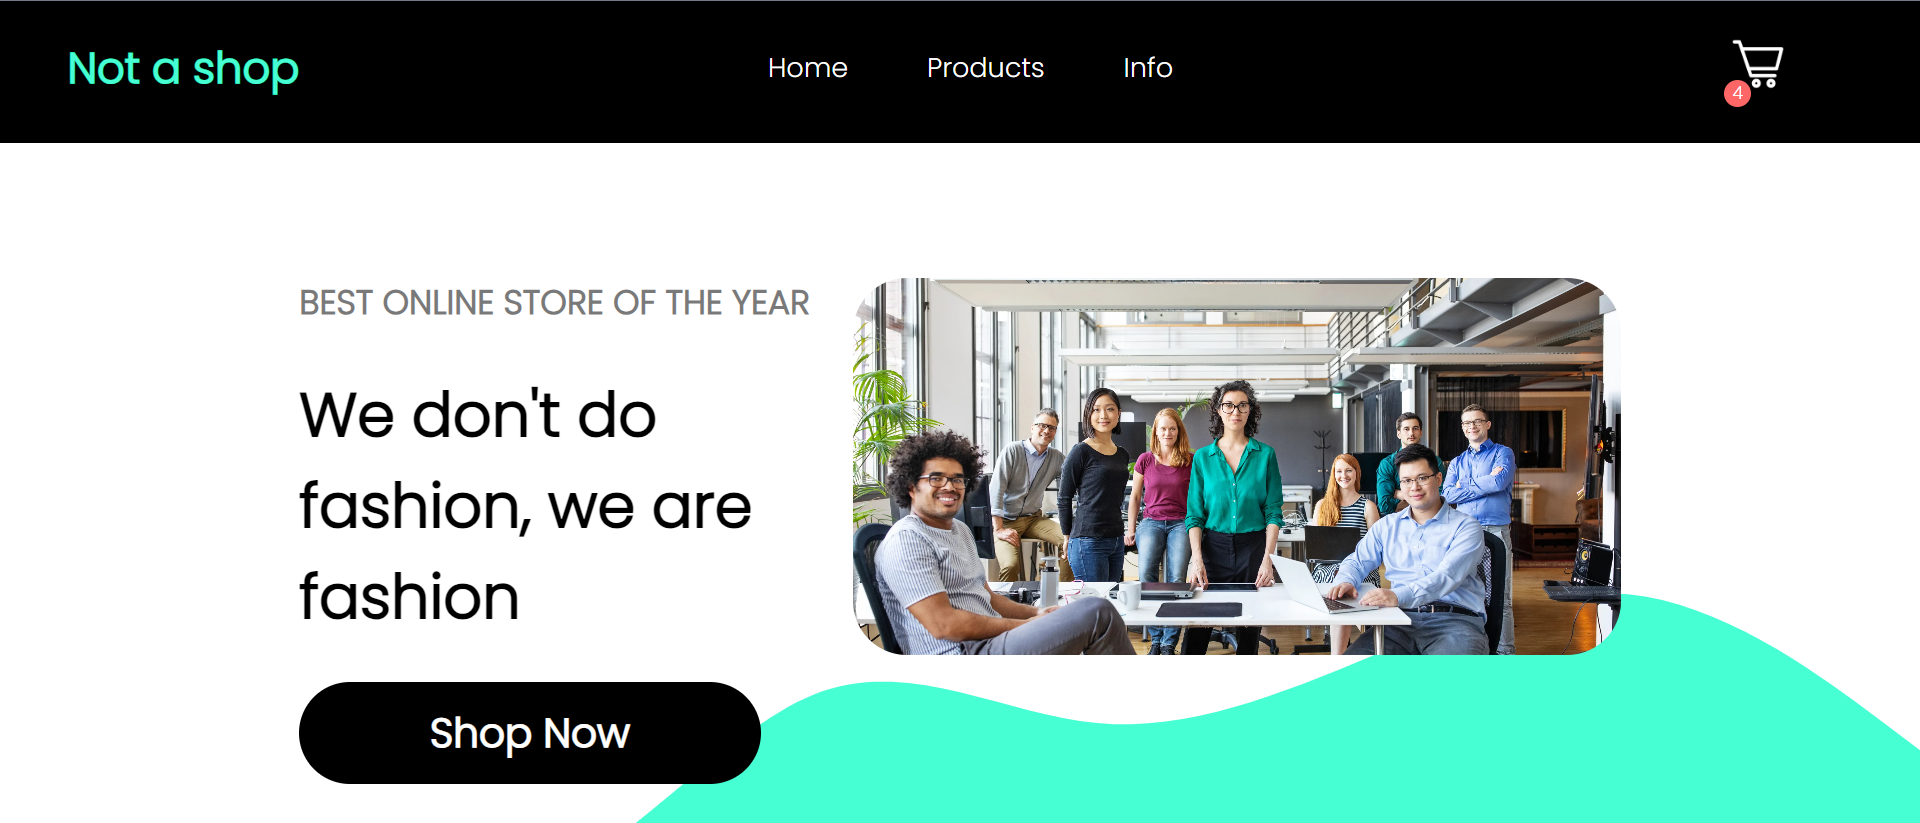 Not a shop
Home
Products
Info
4
BEST ONLINE STORE OF THE YEAR
We don't do
fashion, we are
fashion
Shop Now